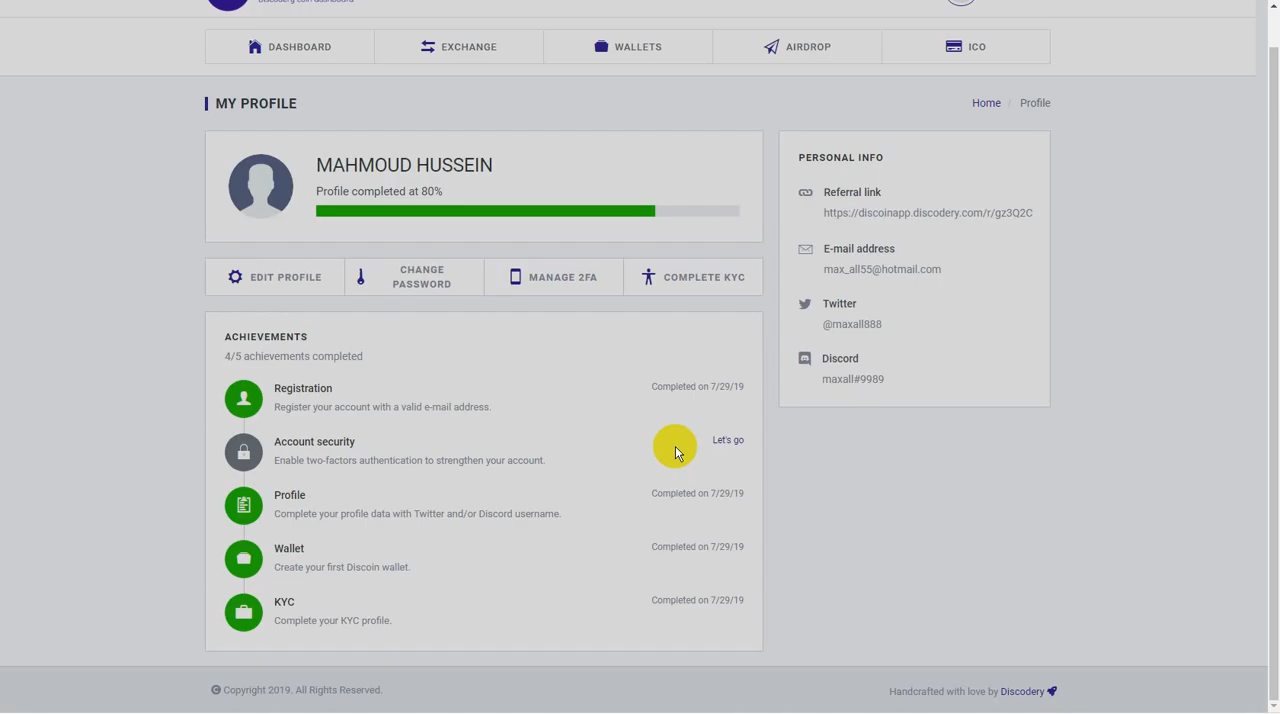 Discodery coin dashboard
DASHBOARD
EXCHANGE
WALLETS
AIRDROP
ICO
MY PROFILE
Home / Profile
MAHMOUD HUSSEIN
Profile completed at 80%
EDIT PROFILE
CHANGE
PASSWORD
MANAGE 2FA
COMPLETE KYC
ACHIEVEMENTS
4/5 achievements completed
Registration
Completed on 7/29/19
Register your account with a valid e-mail address.
Account security
Let's go
Enable two-factors authentication to strengthen your account.
Profile
Completed on 7/29/19
Complete your profile data with Twitter and/or Discord username.
Wallet
Completed on 7/29/19
Create your first Discoin wallet.
KYC
Completed on 7/29/19
Complete your KYC profile.
PERSONAL INFO
Referral link
https://discoinapp.discodery.com/r/gz3Q2C
E-mail address
max_all55@hotmail.com
Twitter
@maxall888
Discord
maxall#9989
Copyright 2019. All Rights Reserved.
Handcrafted with love by Discodery